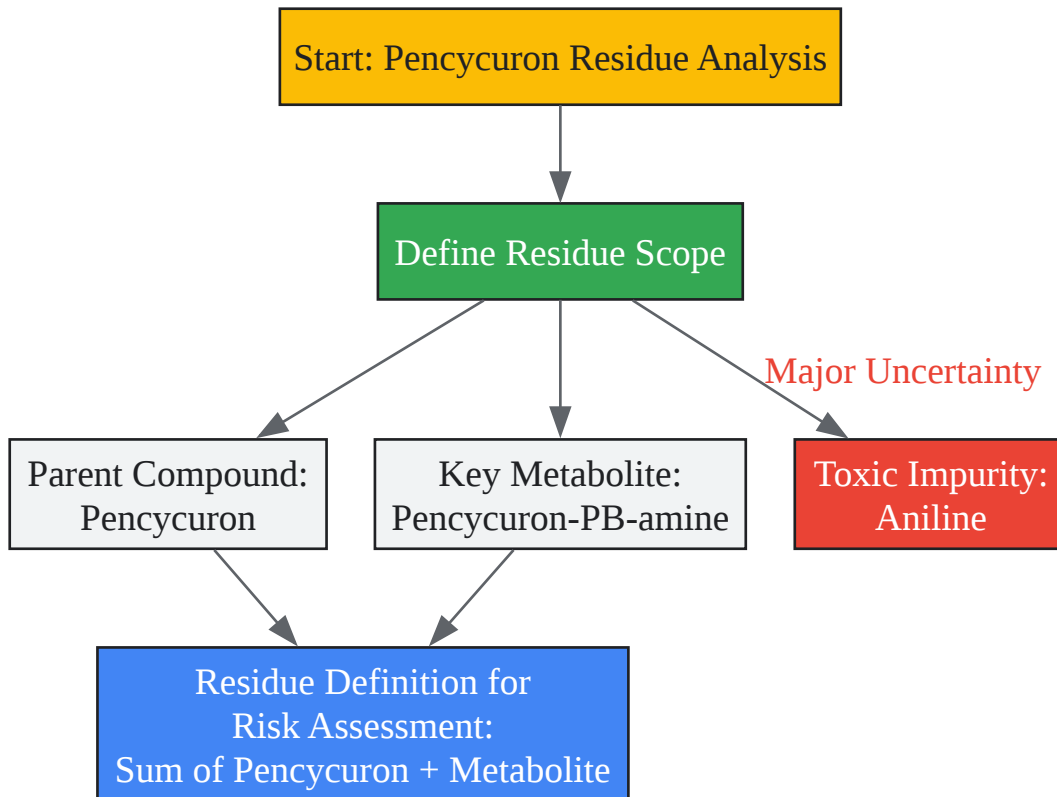 Start: Pencycuron Residue Analysis
Define Residue Scope
Major Uncertainty
Parent Compound:
Pencycuron
Key Metabolite:
Pencycuron-PB-amine
Toxic Impurity:
Aniline
Residue Definition for
Risk Assessment:
Sum of Pencycuron + Metabolite